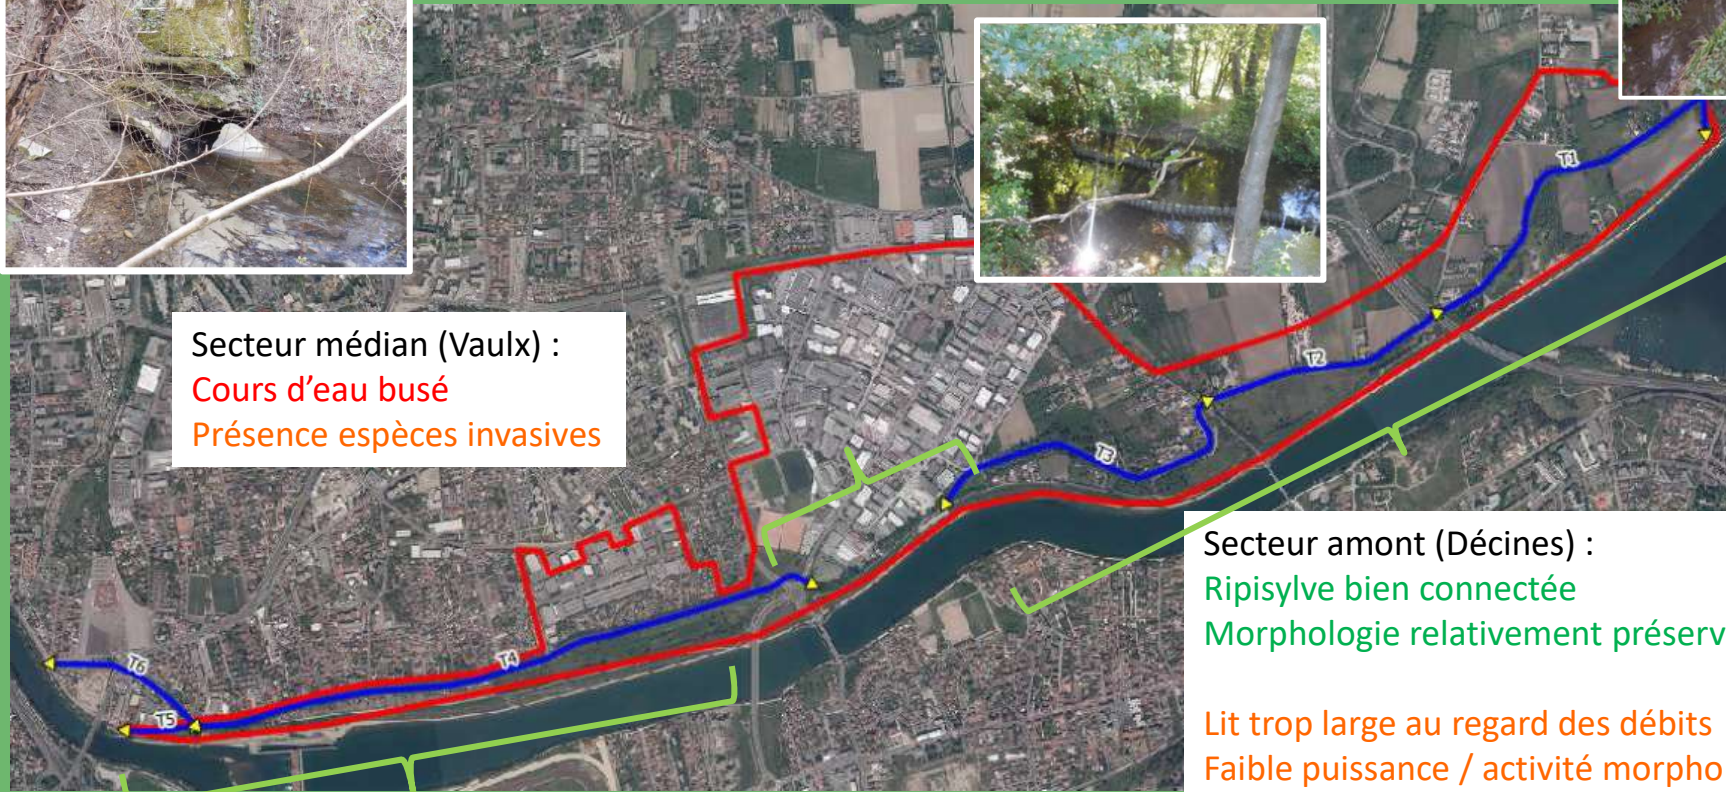 Secteur médian (Vaulx) :
Cours d'eau busé
Présence espèces invasives
T1
T2
T3
T4
T5
T6
Secteur amont (Décines) :
Ripisylve bien connectée
Morphologie relativement préserv
Lit trop large au regard des débits
Faible puissance / activité morpho